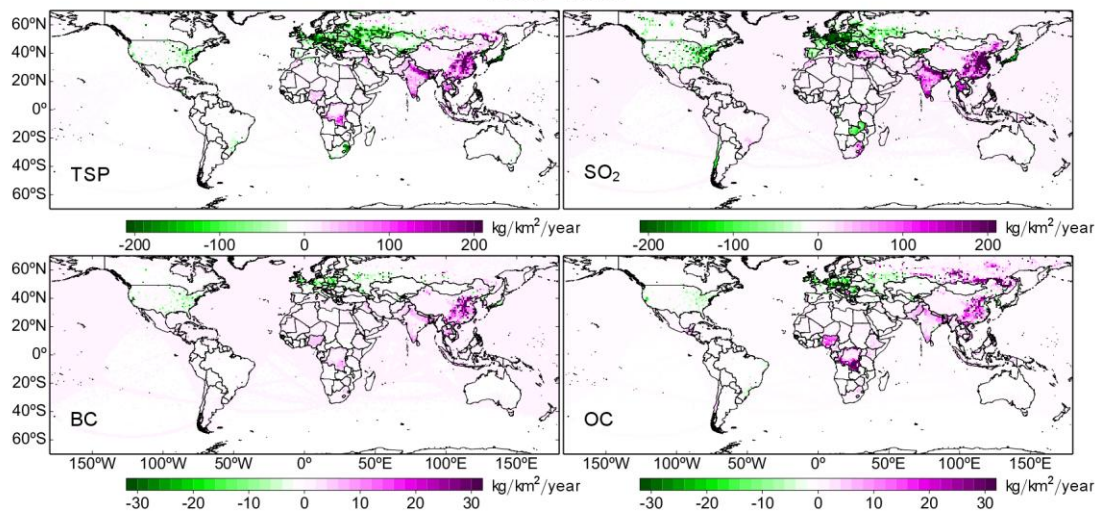 60ºN
40ºN
20ºN
0º
20ºS
40ºS
60ºS
TSP
SO₂
-200 -100 0 100 200 kg/km²/year
-200 -100 0 100 200 kg/km²/year
60ºN
40ºN
20ºN
0º
20ºS
40ºS
60ºS
BC
OC
150ºW 100ºW 50ºW 0º 50ºE 100ºE 150ºE
150ºW 100ºW 50ºW 0º 50ºE 100ºE 150ºE
-30 -20 -10 0 10 20 30 kg/km²/year
-30 -20 -10 0 10 20 30 kg/km²/year